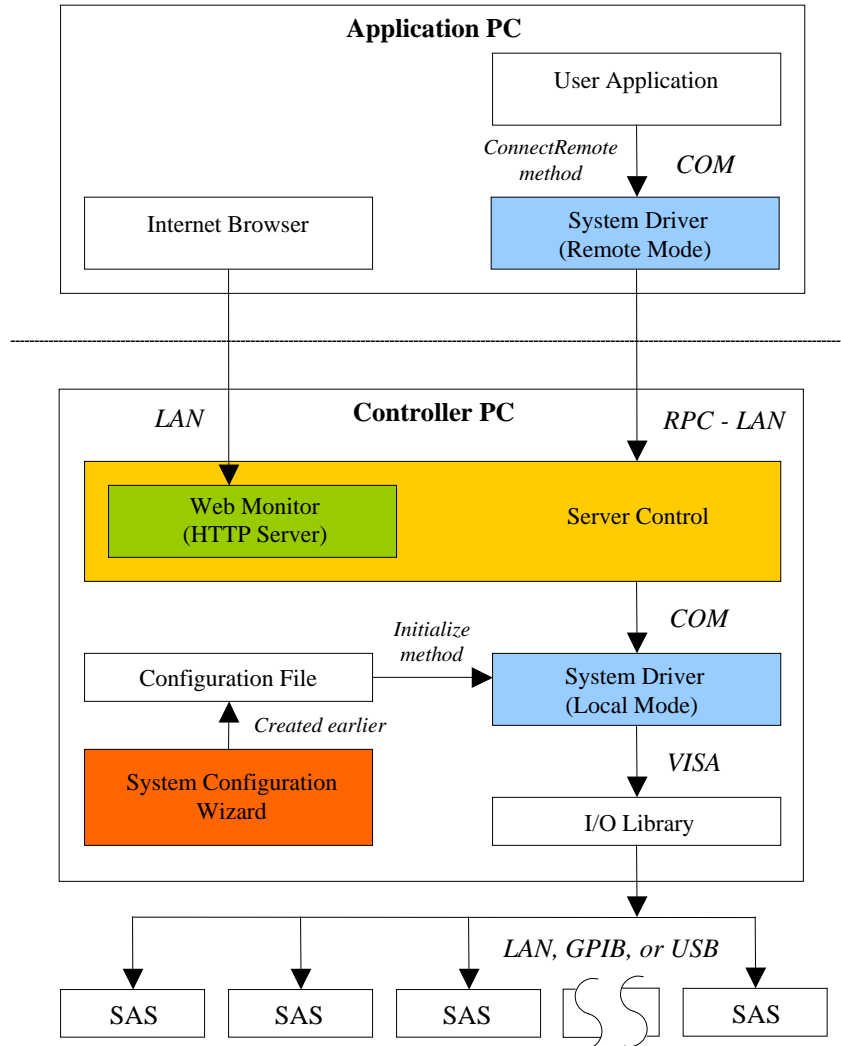 Application PC
User Application
ConnectRemote
method
COM
Internet Browser
System Driver
(Remote Mode)
LAN
Controller PC
RPC - LAN
Web Monitor
(HTTP Server)
Server Control
COM
Initialize
method
Configuration File
System Driver
(Local Mode)
Created earlier
VISA
System Configuration
Wizard
I/O Library
LAN, GPIB, or USB
SAS
SAS
SAS
SAS